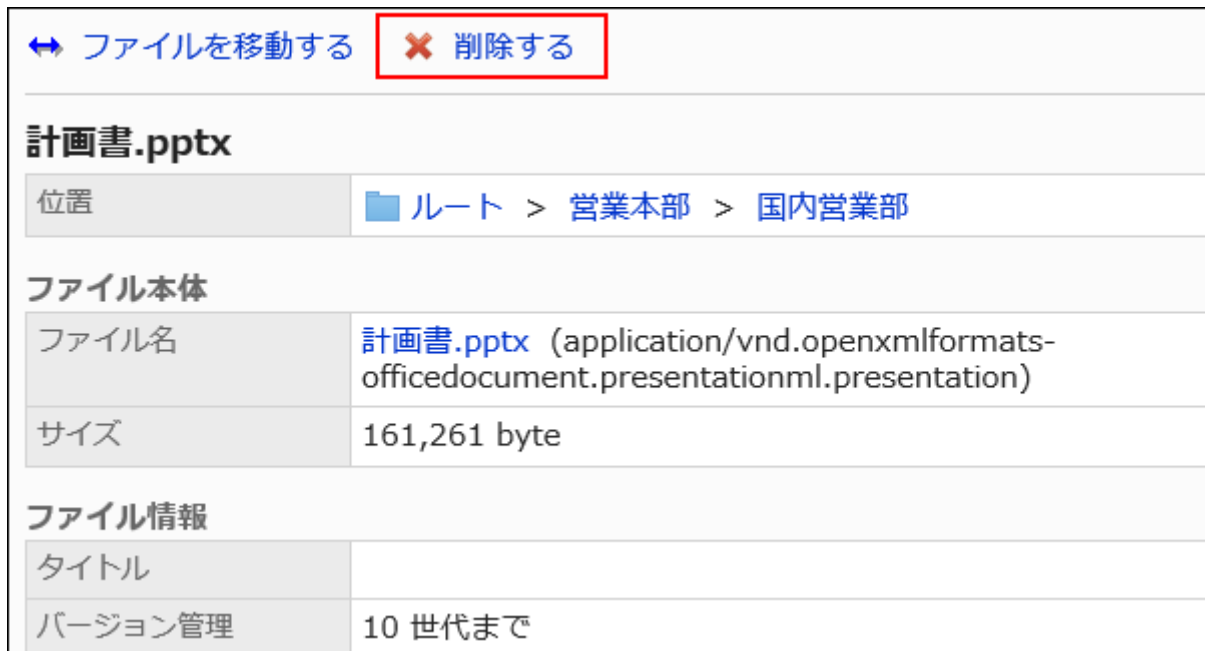 ファイルを移動する 削除する
計画書.pptx
位置 ルート > 営業本部 > 国内営業部
ファイル本体
ファイル名 計画書.pptx (application/vnd.openxmlformats-
officedocument.presentationml.presentation)
サイズ 161,261 byte
ファイル情報
タイトル
バージョン管理 10 世代まで